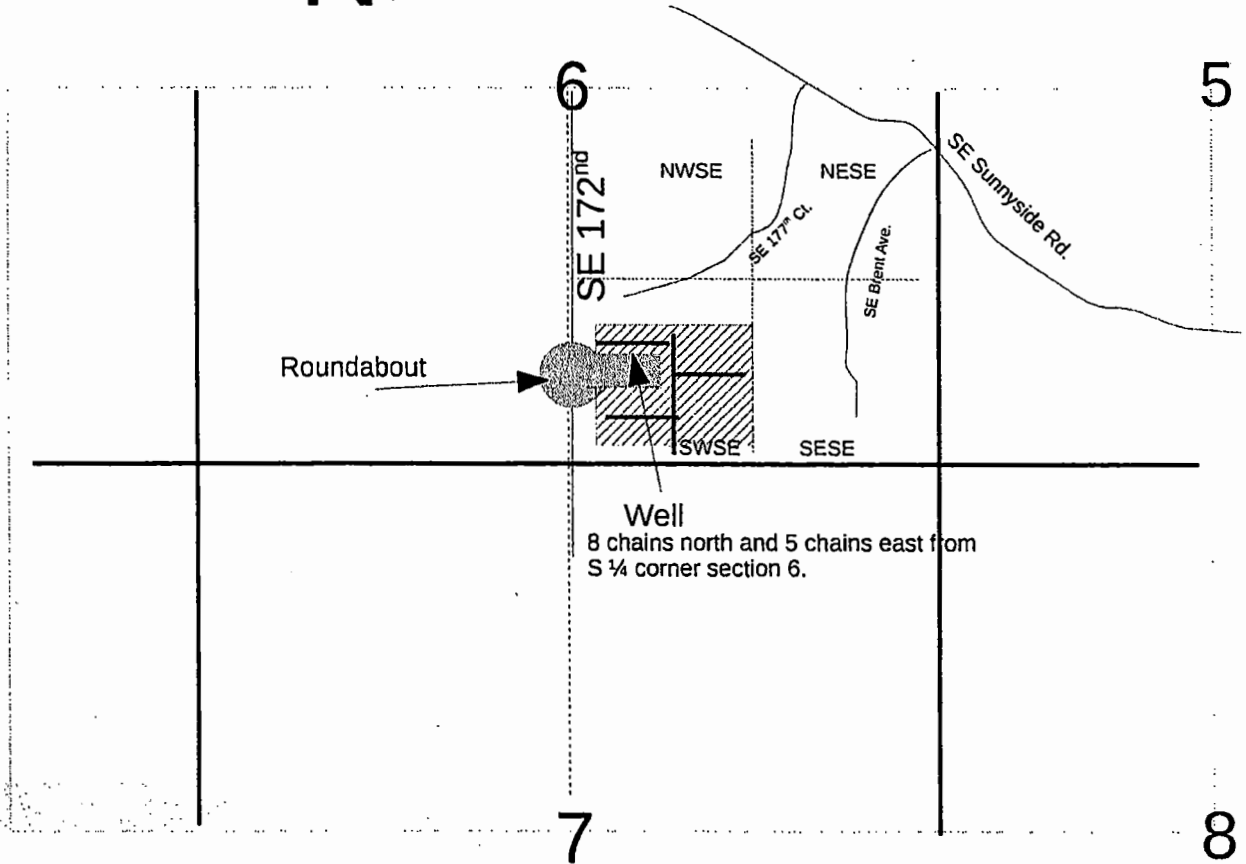 6
5
SE 172nd
NWSE
NESE
SE Sunnyside Rd.
SE 177th Ct.
SE Brent Ave.
Roundabout
SWSE
SESE
Well
8 chains north and 5 chains east from
S ¼ corner section 6.
7
8